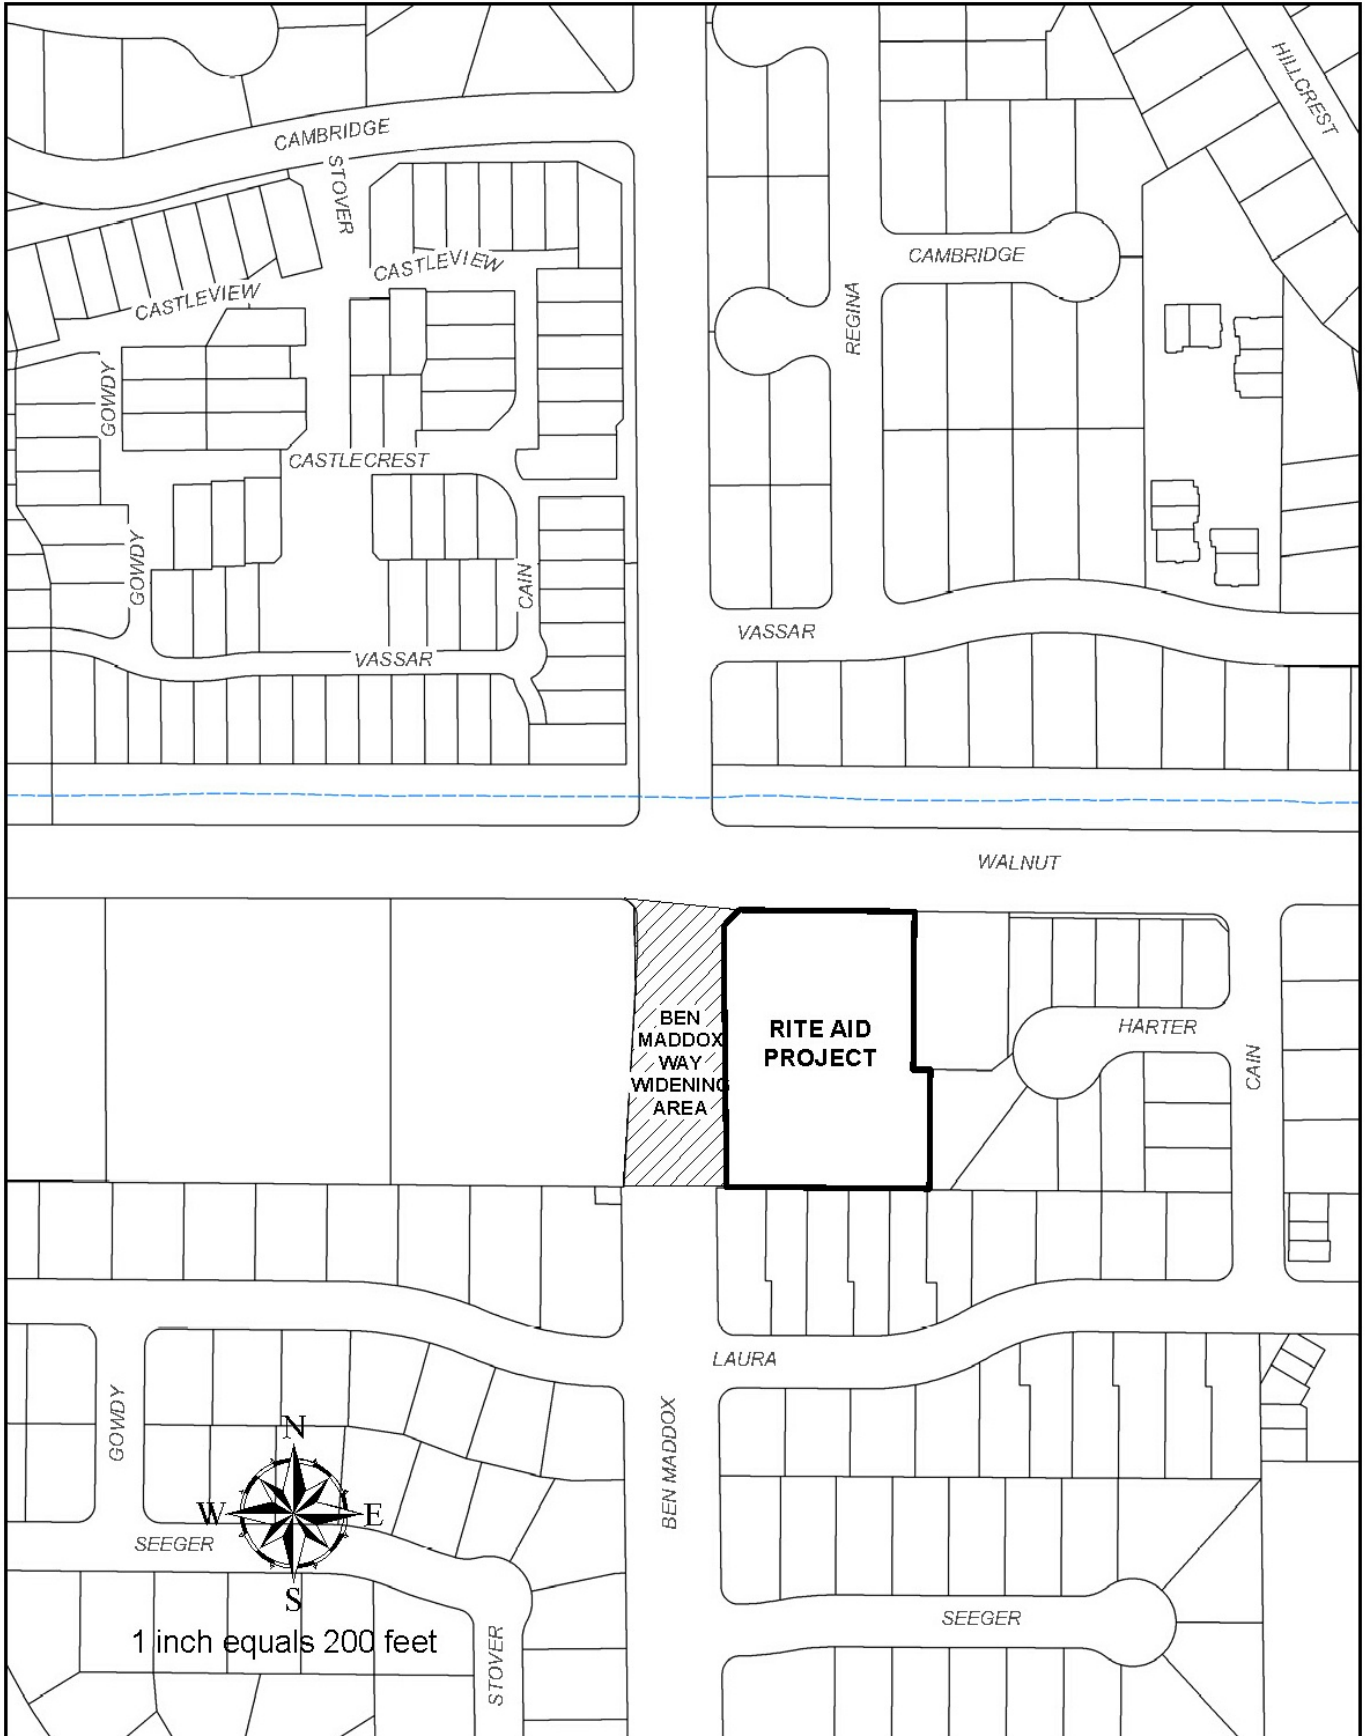 HILLCREST
CAMBRIDGE
STOVER
CASTLEVIEW
CAMBRIDGE
CASTLEVIEW
REGINA
GOWDY
CASTLECREST
GOWDY
CAIN
VASSAR
VASSAR
WALNUT
BEN
MADDOX
WAY
WIDENING
AREA
RITE AID
PROJECT
HARTER
CAIN
LAURA
GOWDY
BEN MADDOX
N
W
E
S
SEEGER
SEEGER
STOVER
1 inch equals 200 feet